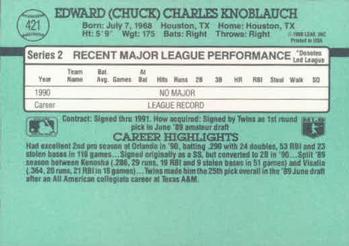 421
EDWARD (CHUCK) CHARLES KNOBLAUCH
Born: July 7, 1968 Houston, TX Home: Houston, TX
Ht: 5'9" Wgt: 175 Bats: Right Throws: Right
LEAF, INC.
Printed in USA
Series 2 RECENT MAJOR LEAGUE PERFORMANCE *Denotes Led League
Year Team Name Bat. Avg. Games At Bat Hits Runs 2B 3B HR RBI Steal Walk SO
1990 NO MAJOR
Career LEAGUE RECORD
Contract: Signed thru 1991. How acquired: Signed by Twins as 1st round
pick in June '89 amateur draft
CAREER HIGHLIGHTS
Had excellent 2nd pro season at Orlando in '90, batting .290 with 24 doubles, 53 RBI and 23
stolen bases in 118 games...Signed originally as a SS, but converted to 2B in '90...Split '89
season between Kenosha (.286, 29 runs, 19 RBI and 9 stolen bases in 51 games) and Visalia
(.364, 20 runs, 21 RBI in 18 games)...Twins made him the 25th pick overall in the '89 June draft
after an All American collegiate career at Texas A&M.